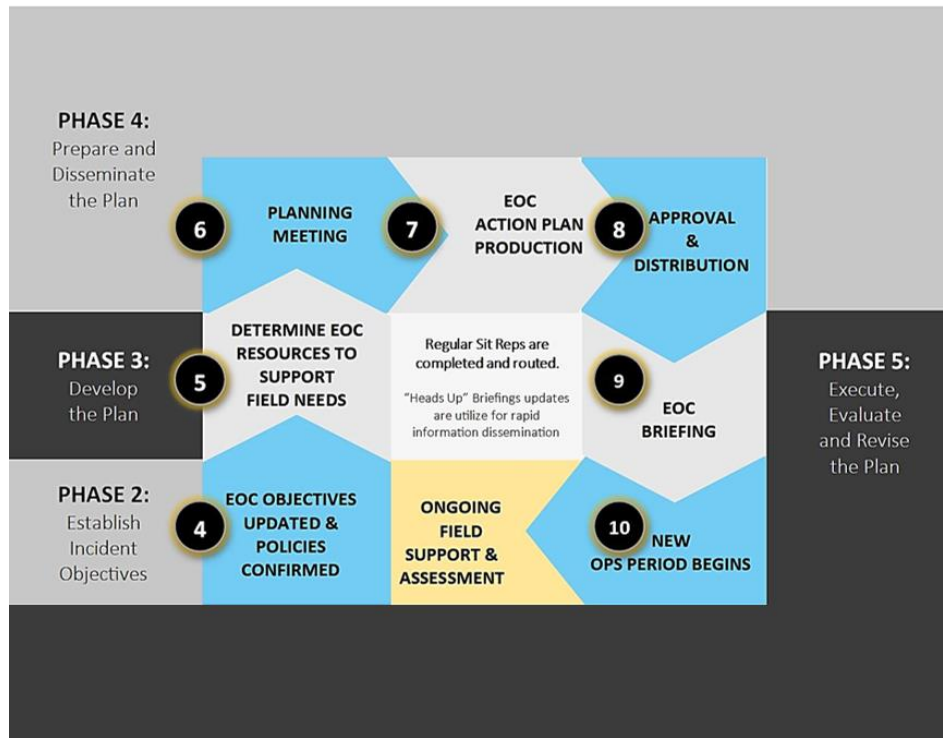 PHASE 4:
Prepare and
Disseminate
the Plan
6
PLANNING
MEETING
7
EOC
ACTION PLAN
PRODUCTION
8
APPROVAL
&
DISTRIBUTION
PHASE 3:
Develop
the Plan
5
DETERMINE EOC
RESOURCES TO
SUPPORT
FIELD NEEDS
Regular Sit Reps are
completed and routed.
"Heads Up" Briefings updates
are utilize for rapid
information dissemination
9
EOC
BRIEFING
PHASE 5:
Execute,
Evaluate
and Revise
the Plan
PHASE 2:
Establish
Incident
Objectives
4
EOC OBJECTIVES
UPDATED &
POLICIES
CONFIRMED
ONGOING
FIELD
SUPPORT &
ASSESSMENT
10
NEW
OPS PERIOD BEGINS